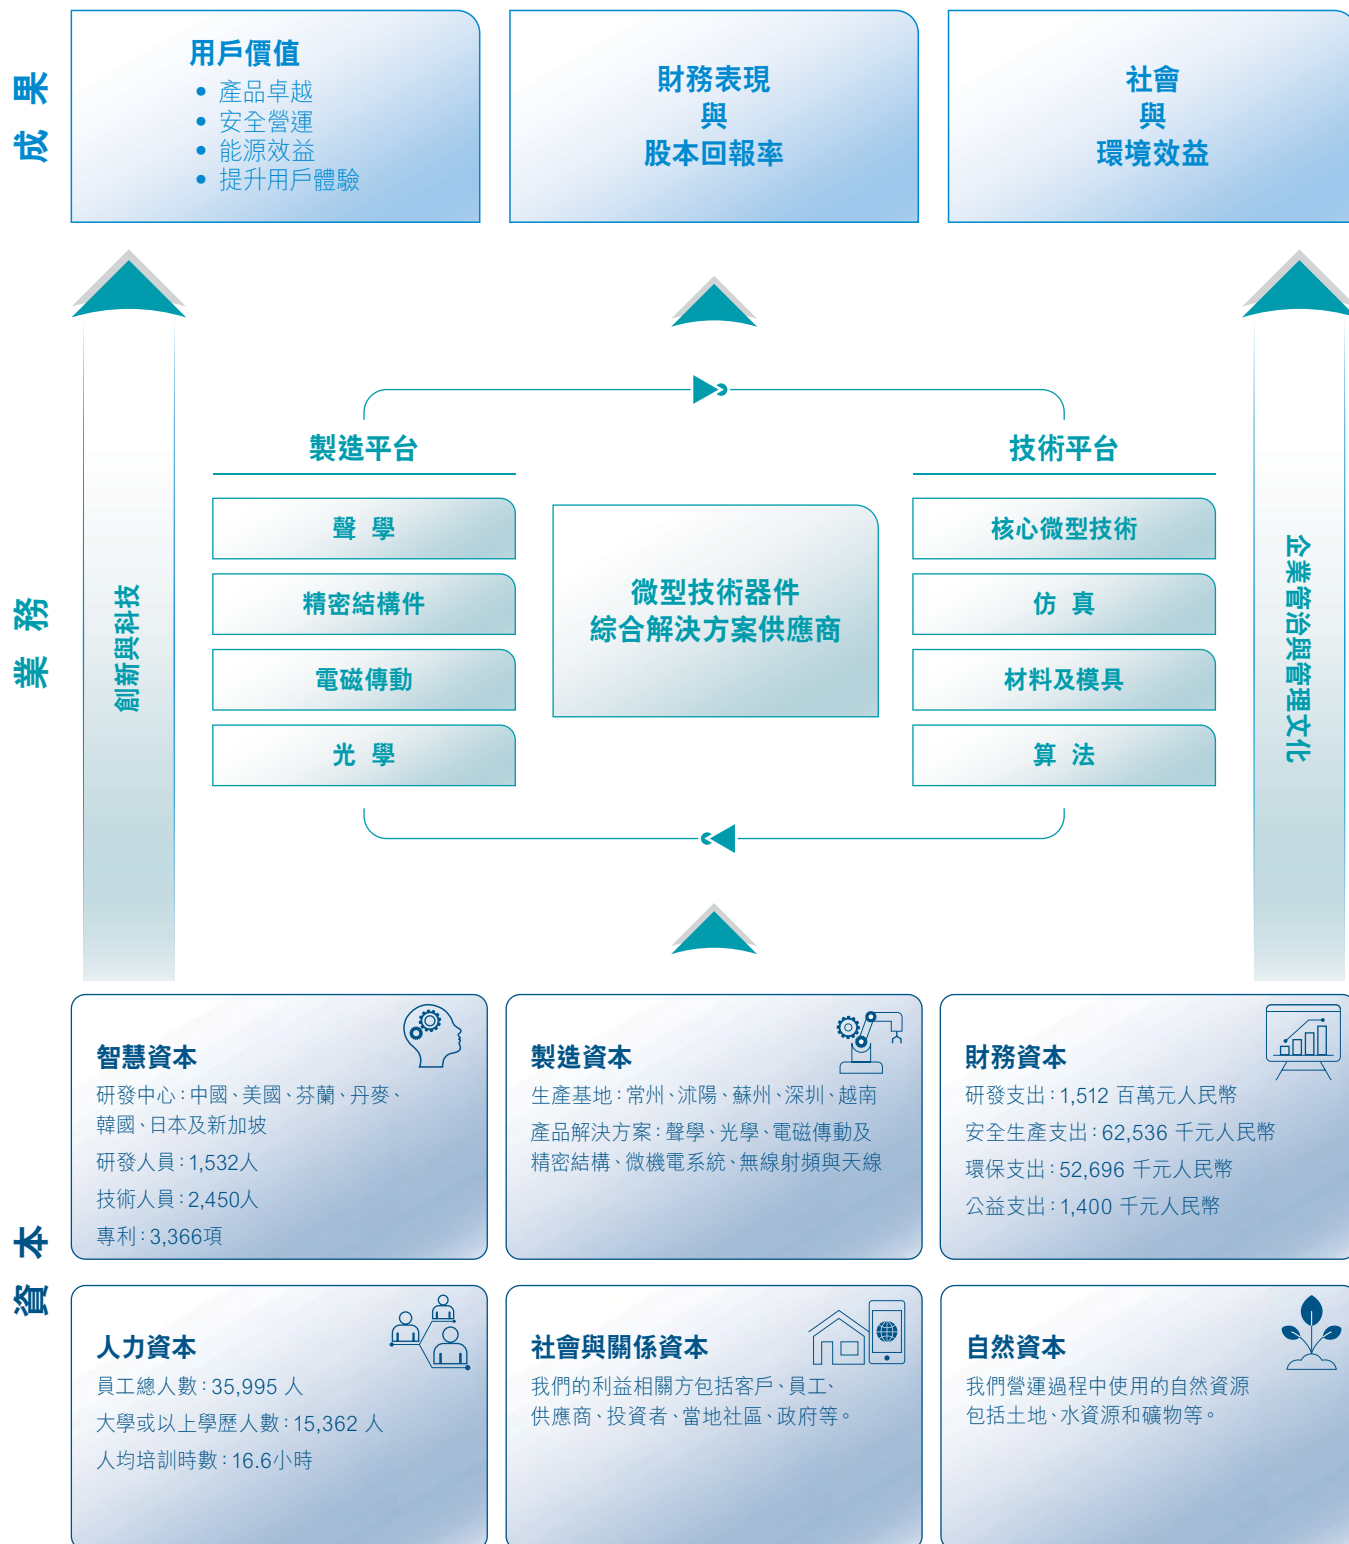 成果
用戶價值
• 產品卓越
• 安全營運
• 能源效益
• 提升用戶體驗
財務表現
與
股本回報率
社會
與
環境效益
業務
創新與科技
製造平台
聲 學
精密結構件
電磁傳動
光 學
微型技術器件
綜合解決方案供應商
技術平台
核心微型技術
仿 真
材料及模具
算 法
企業管治與管理文化
資本
智慧資本
研發中心：中國、美國、芬蘭、丹麥、
韓國、日本及新加坡
研發人員：1,532人
技術人員：2,450人
專利：3,366項
製造資本
生產基地：常州、沭陽、蘇州、深圳、越南
產品解決方案：聲學、光學、電磁傳動及
精密結構、微機電系統、無線射頻與天線
財務資本
研發支出：1,512 百萬元人民幣
安全生產支出：62,536 千元人民幣
環保支出：52,696 千元人民幣
公益支出：1,400 千元人民幣
人力資本
員工總人數：35,995 人
大學或以上學歷人數：15,362 人
人均培訓時數：16.6小時
社會與關係資本
我們的利益相關方包括客戶、員工、
供應商、投資者、當地社區、政府等。
自然資本
我們營運過程中使用的自然資源
包括土地、水資源和礦物等。